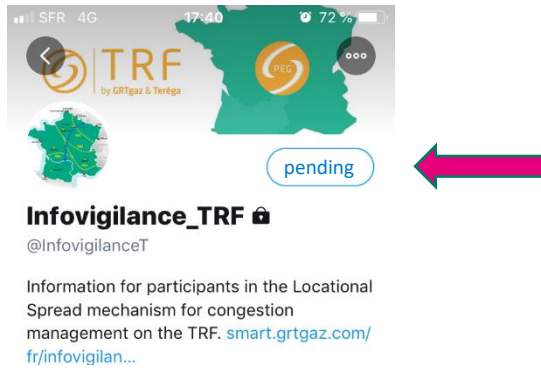 SFR 4G 17:40 72 %
TRF
by GRTgaz & Teréga
PEG
pending
Infovigilance_TRF
@InfovigilanceT
Information for participants in the Locational
Spread mechanism for congestion
management on the TRF. smart.grtgaz.com/
fr/infovigilan...